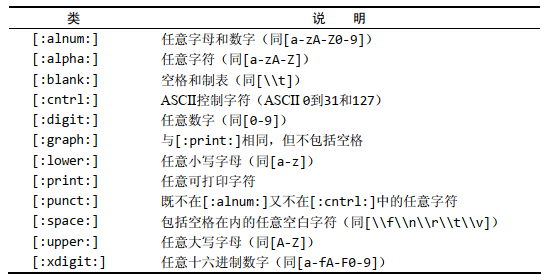 类 说 明
[:alnum:] 任意字母和数字（同[a-zA-Z0-9]）
[:alpha:] 任意字符（同[a-zA-Z]）
[:blank:] 空格和制表（同[\\t]）
[:cntrl:] ASCII控制字符（ASCII 0到31和127）
[:digit:] 任意数字（同[0-9]）
[:graph:] 与[:print:]相同，但不包括空格
[:lower:] 任意小写字母（同[a-z]）
[:print:] 任意可打印字符
[:punct:] 既不在[:alnum:]又不在[:cntrl:]中的任意字符
[:space:] 包括空格在内的任意空白字符（同[\\f\\n\\r\\t\\v]）
[:upper:] 任意大写字母（同[A-Z]）
[:xdigit:] 任意十六进制数字（同[a-fA-F0-9]）